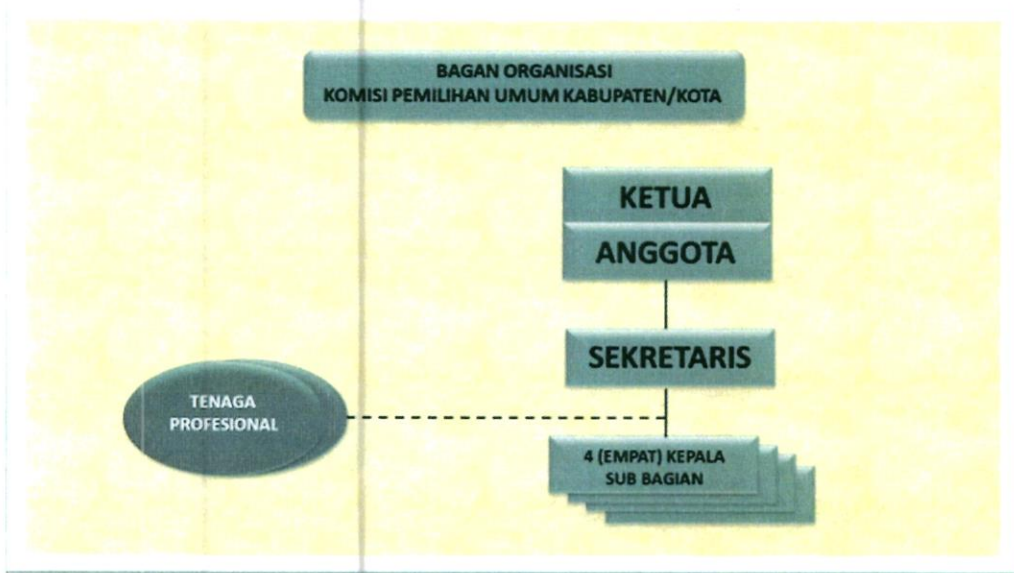 BAGAN ORGANISASI
KOMISI PEMILIHAN UMUM KABUPATEN/KOTA
KETUA
ANGGOTA
SEKRETARIS
TENAGA
PROFESIONAL
4 (EMPAT) KEPALA
SUB BAGIAN